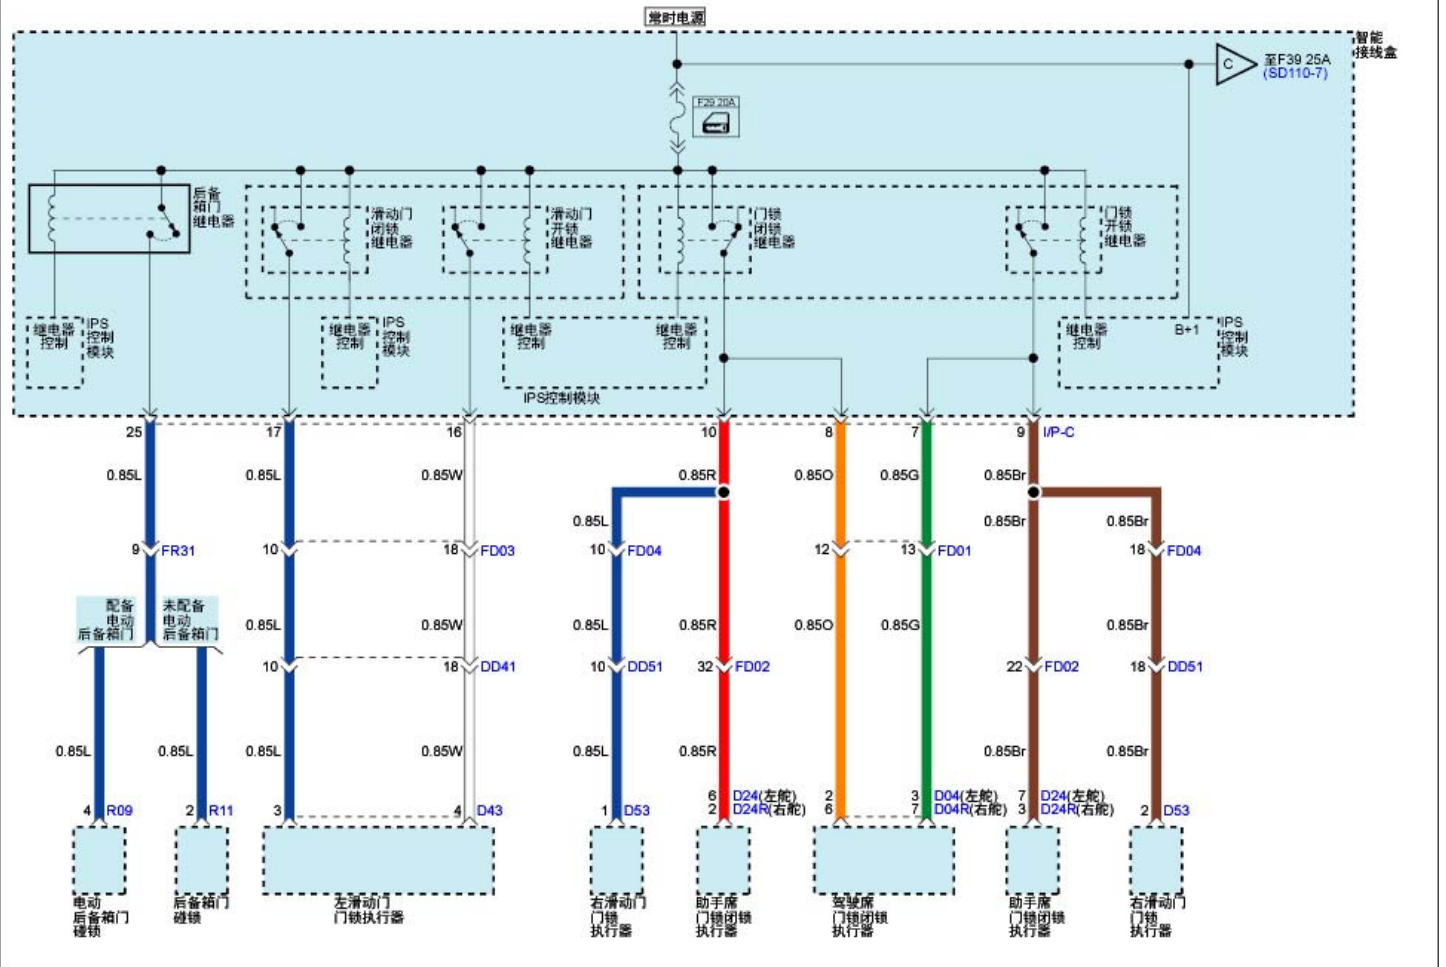 常时电源
智能
接线盒
C
至F39 25A
(SD110-7)
F29 20A
后备
箱门
继电器
滑动门
闭锁
继电器
滑动门
开锁
继电器
门锁
闭锁
继电器
门锁
开锁
继电器
继电器
控制
IPS
控制
模块
继电器
控制
IPS
控制
模块
继电器
控制
继电器
控制
IPS控制模块
继电器
控制
B+1
IPS
控制
模块
25 17 16 10 8 7 9 I/P-C
0.85L 0.85L 0.85W 0.85R 0.85O 0.85G 0.85Br
0.85L 0.85Br 0.85Br
9 FR31 10 18 FD03 10 FD04 12 13 FD01 18 FD04
配备
电动
后备箱门
未配备
电动
后备箱门
0.85L 0.85W 0.85L 0.85R 0.85O 0.85G 0.85Br
10 18 DD41 10 DD51 32 FD02 22 FD02 18 DD51
0.85L 0.85L 0.85L 0.85W 0.85L 0.85R 0.85Br 0.85Br
6 D24(左舵) 2 3 D04(左舵) 7 D24(左舵)
4 R09 2 R11 3 4 D43 1 D53 2 D24R(右舵) 6 7 D04R(右舵) 3 D24R(右舵) 2 D53
电动
后备箱门
碰锁
后备箱门
碰锁
左滑动门
门锁执行器
右滑动门
门锁
执行器
助手席
门锁闭锁
执行器
驾驶席
门锁闭锁
执行器
助手席
门锁闭锁
执行器
右滑动门
门锁
执行器